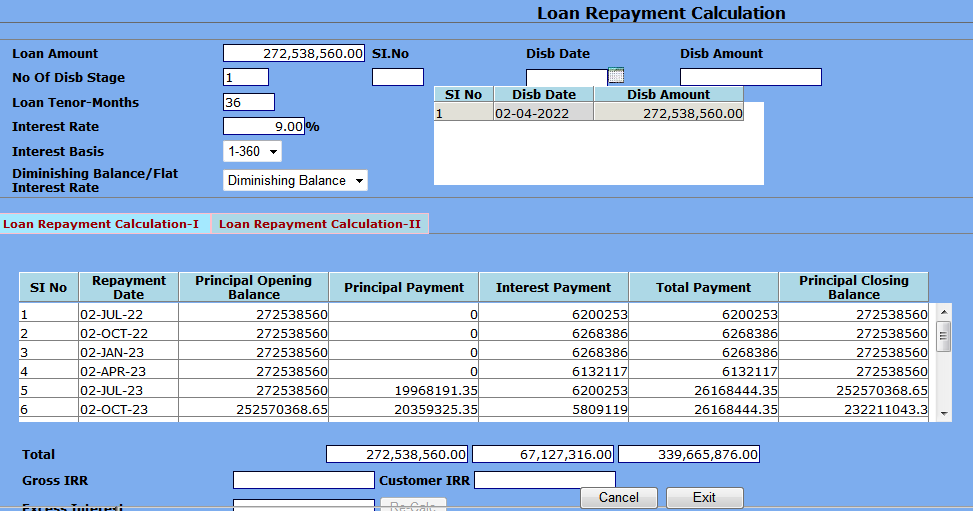 Loan Repayment Calculation
Loan Amount 272,538,560.00 SI.No Disb Date Disb Amount
No Of Disb Stage 1
SI No Disb Date Disb Amount
Loan Tenor-Months 36
1 02-04-2022 272,538,560.00
Interest Rate 9.00 %
Interest Basis 1-360
Diminishing Balance/Flat
Interest Rate Diminishing Balance
Loan Repayment Calculation-I Loan Repayment Calculation-II
SI No Repayment Date Principal Opening Balance Principal Payment Interest Payment Total Payment Principal Closing Balance
1 02-JUL-22 272538560 0 6200253 6200253 272538560
2 02-OCT-22 272538560 0 6268386 6268386 272538560
3 02-JAN-23 272538560 0 6268386 6268386 272538560
4 02-APR-23 272538560 0 6132117 6132117 272538560
5 02-JUL-23 272538560 19968191.35 6200253 26168444.35 252570368.65
6 02-OCT-23 252570368.65 20359325.35 5809119 26168444.35 232211043.3
Total 272,538,560.00 67,127,316.00 339,665,876.00
Gross IRR Customer IRR
Cancel Exit
Excess Interest Re-Calc